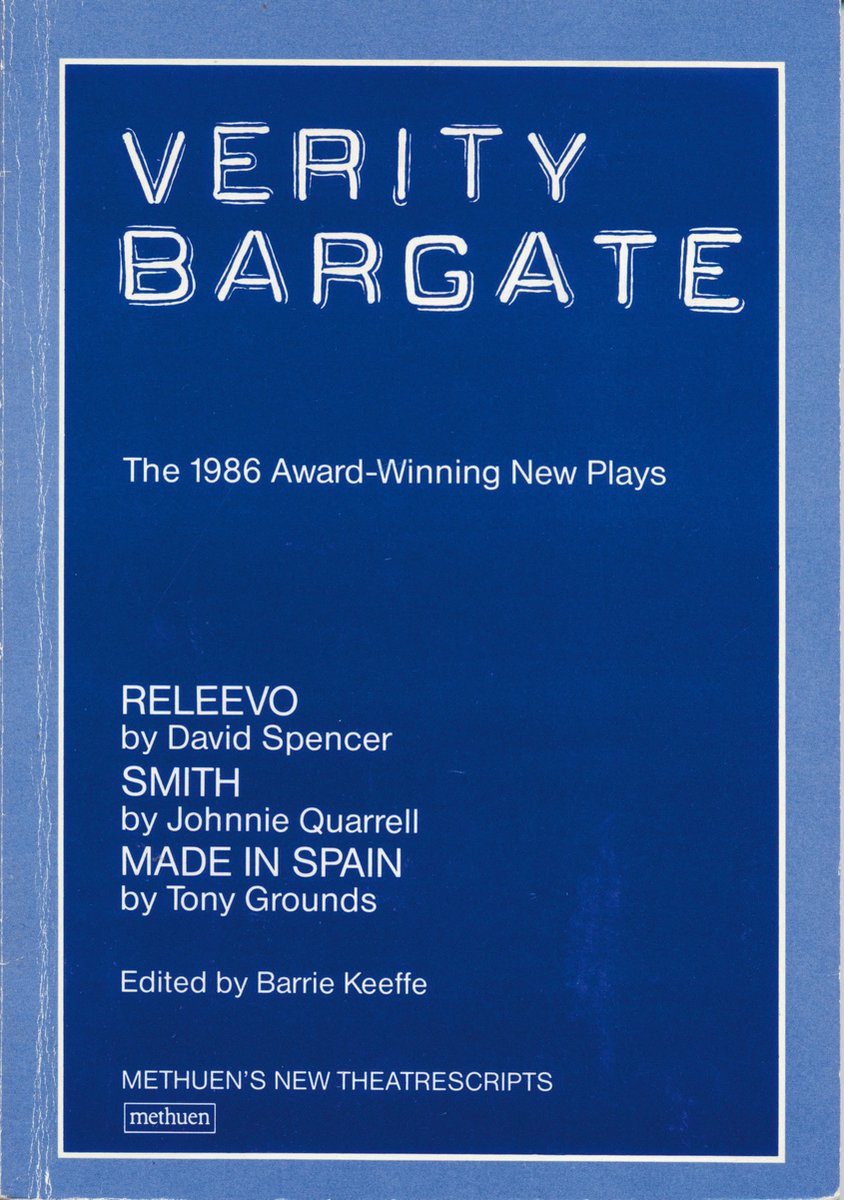 VERITY
BARGATE
The 1986 Award-Winning New Plays
RELEEVO
by David Spencer
SMITH
by Johnnie Quarrell
MADE IN SPAIN
by Tony Grounds
Edited by Barrie Keeffe
METHUEN'S NEW THEATRESCRIPTS
methuen